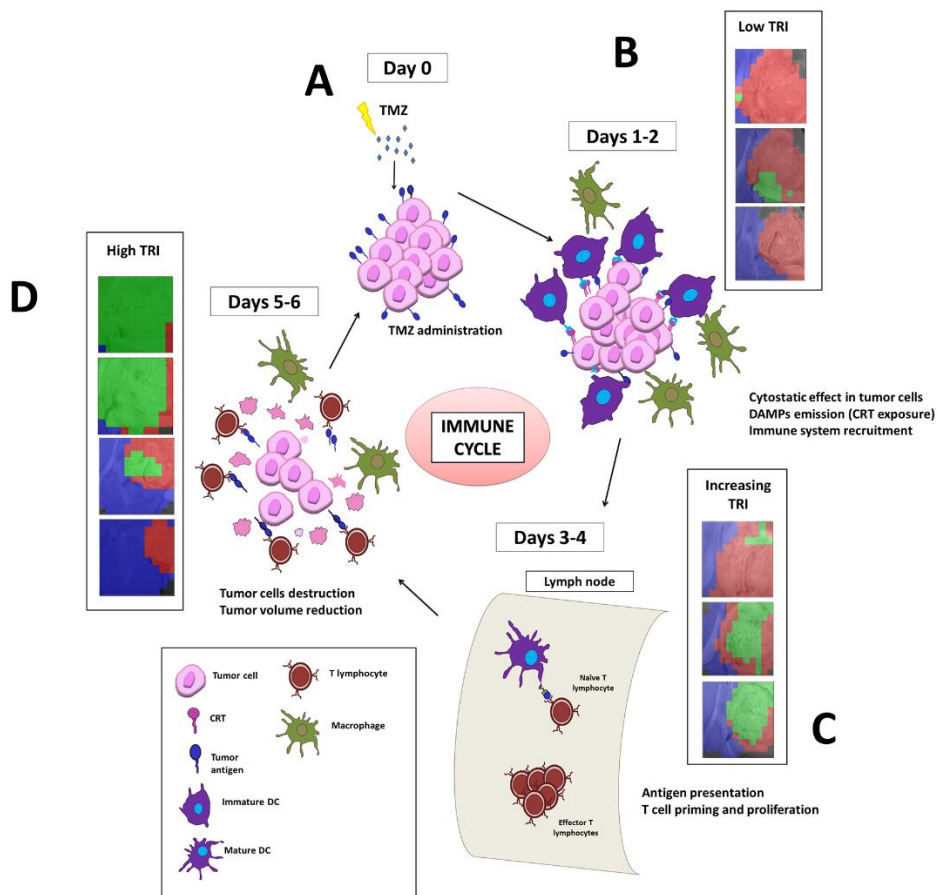 A
Day 0
TMZ
TMZ administration
B
Low TRI
Days 1-2
Cytostatic effect in tumor cells
DAMPs emission (CRT exposure)
Immune system recruitment
IMMUNE
CYCLE
Increasing
TRI
C
Days 3-4
Lymph node
Naïve T
lymphocyte
Effector T
lymphocytes
Antigen presentation
T cell priming and proliferation
D
High TRI
Days 5-6
Tumor cells destruction
Tumor volume reduction
Tumor cell
CRT
Tumor
antigen
Immature DC
Mature DC
T lymphocyte
Macrophage